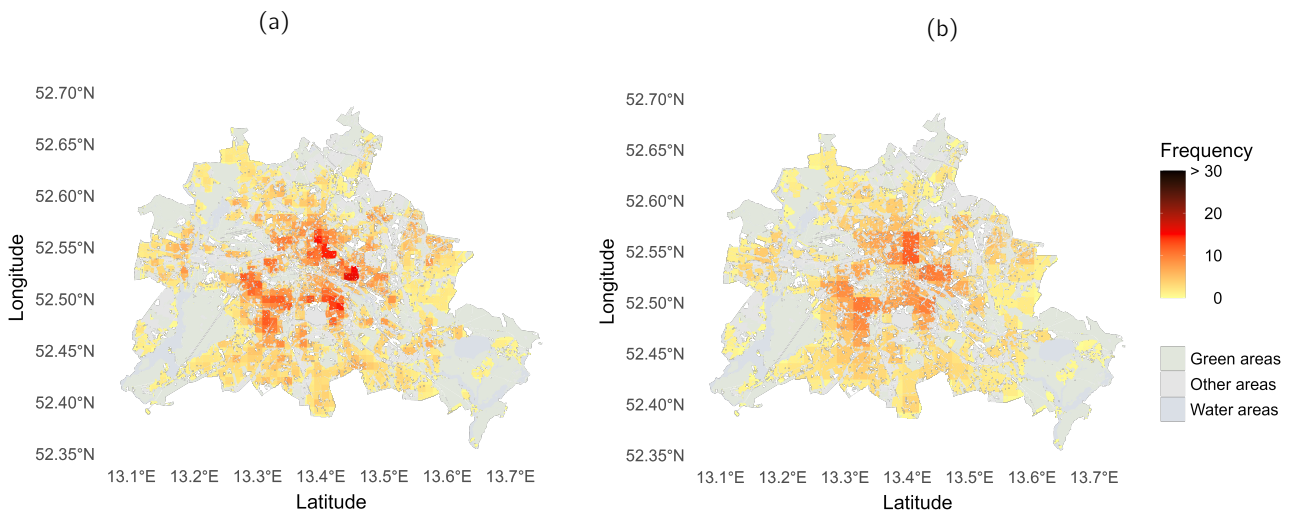 (a)
52.70°N
52.65°N
52.60°N
52.55°N
52.50°N
52.45°N
52.40°N
52.35°N
Longitude
13.1°E 13.2°E 13.3°E 13.4°E 13.5°E 13.6°E 13.7°E
Latitude
(b)
52.70°N
52.65°N
52.60°N
52.55°N
52.50°N
52.45°N
52.40°N
52.35°N
Longitude
13.1°E 13.2°E 13.3°E 13.4°E 13.5°E 13.6°E 13.7°E
Latitude
Frequency
> 30
20
10
0
Green areas
Other areas
Water areas